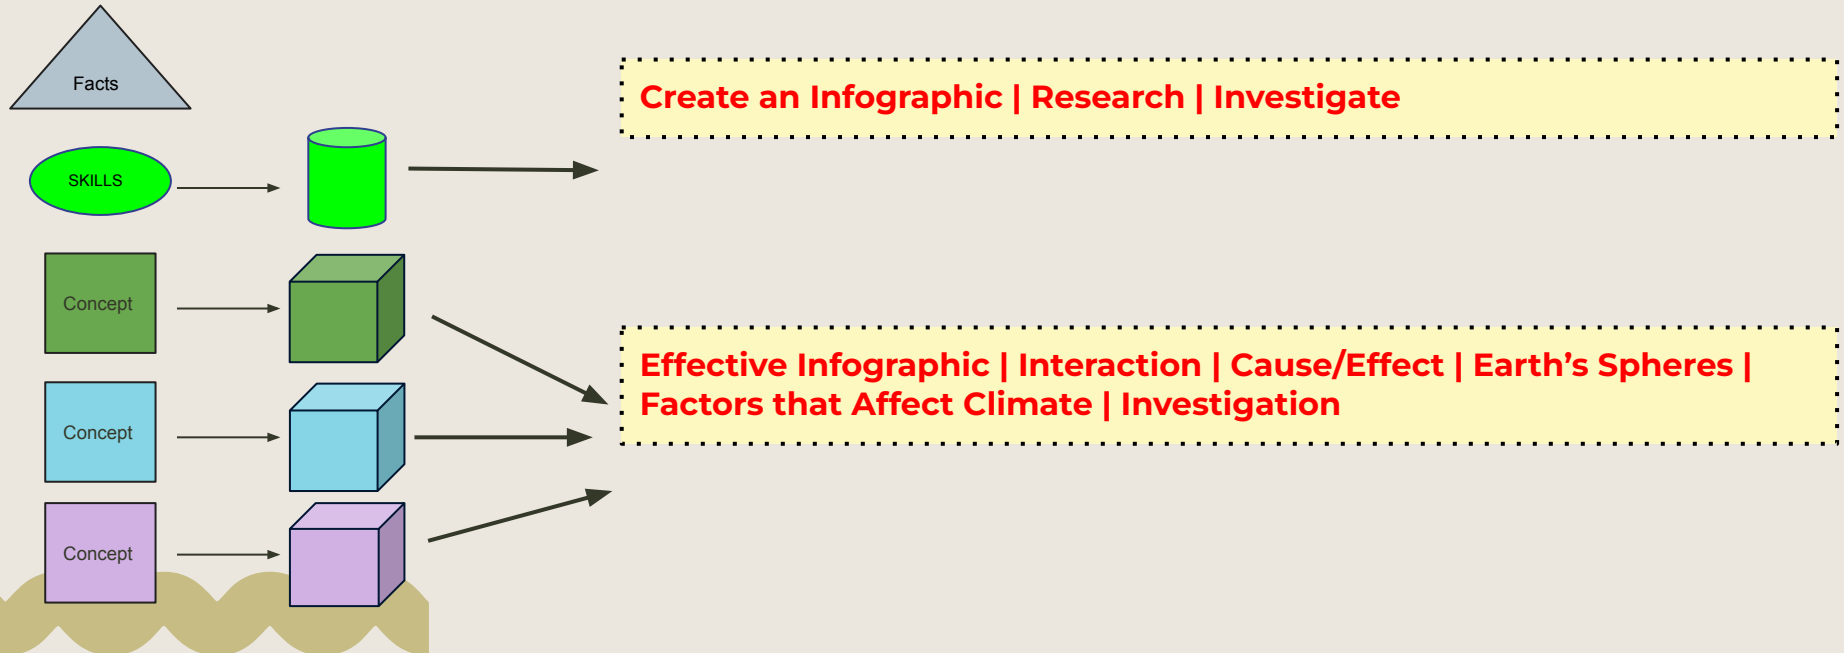 Facts
Create an Infographic | Research | Investigate
SKILLS
Concept
Effective Infographic | Interaction | Cause/Effect | Earth's Spheres |
Factors that Affect Climate | Investigation
Concept
Concept